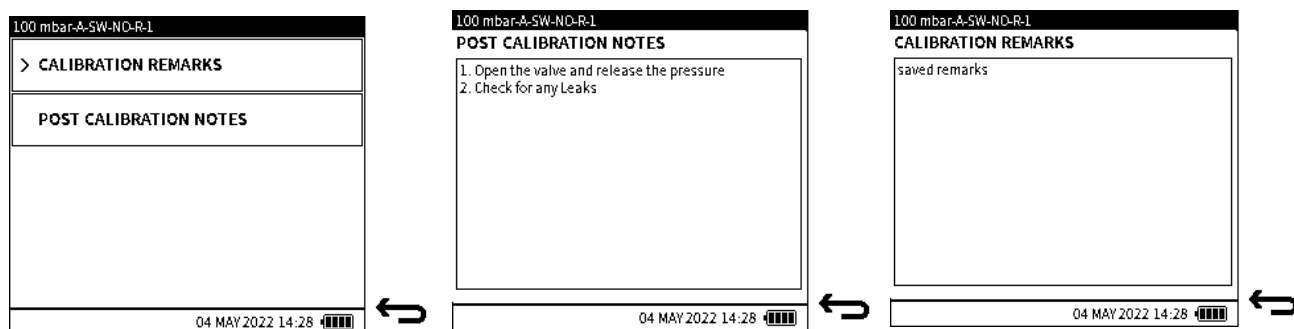 100 mbar-A-SW-NO-R-1
> CALIBRATION REMARKS
POST CALIBRATION NOTES
04 MAY 2022 14:28
100 mbar-A-SW-NO-R-1
POST CALIBRATION NOTES
1. Open the valve and release the pressure
2. Check for any Leaks
04 MAY 2022 14:28
100 mbar-A-SW-NO-R-1
CALIBRATION REMARKS
saved remarks
04 MAY 2022 14:28